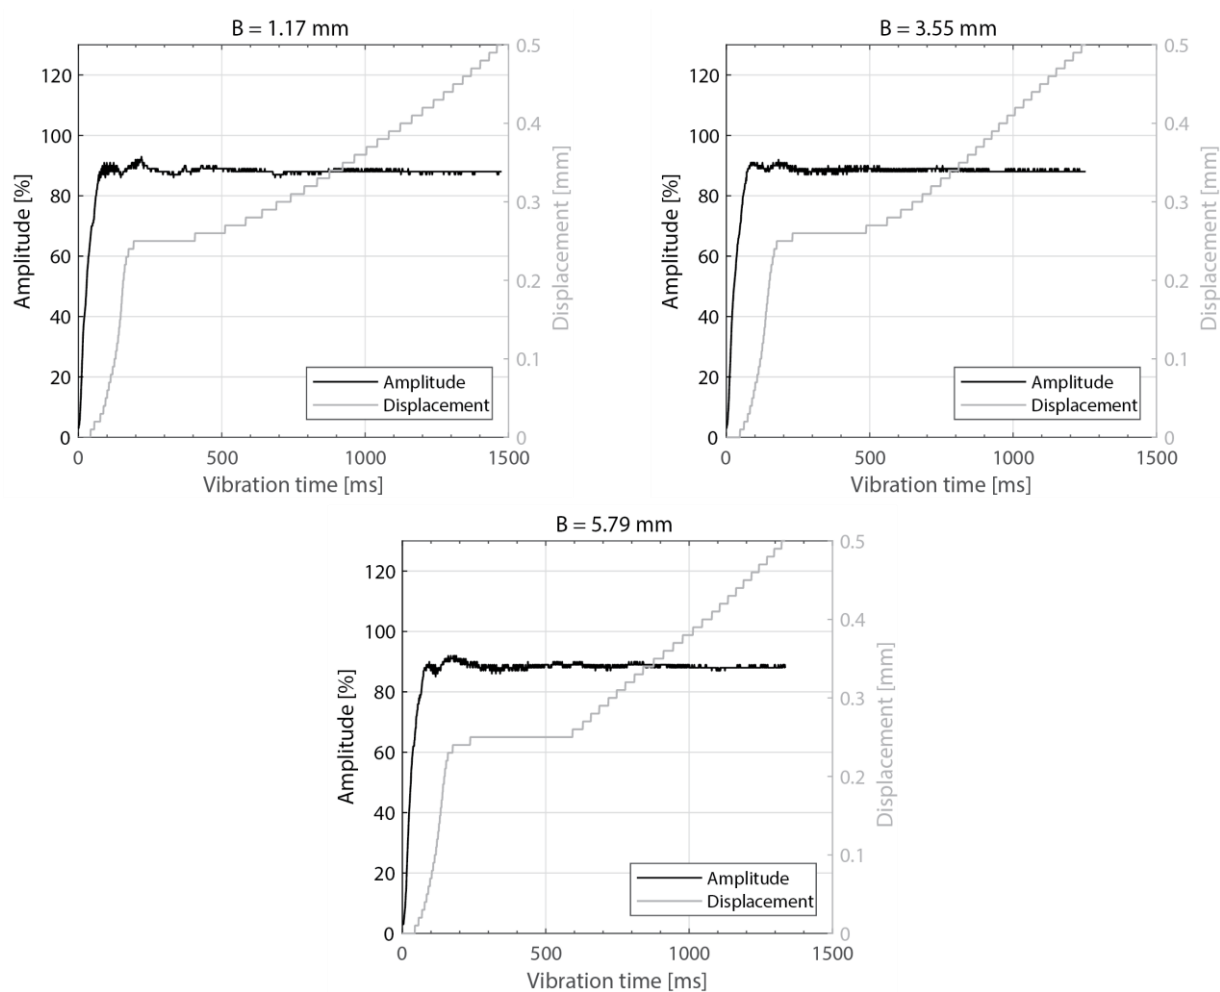 B = 1.17 mm
120
100
80
60
40
20
0
Amplitude [%]
0.5
0.4
0.3
0.2
0.1
0
Displacement [mm]
Amplitude
Displacement
0 500 1000 1500
Vibration time [ms]
B = 3.55 mm
120
100
80
60
40
20
0
Amplitude [%]
0.5
0.4
0.3
0.2
0.1
0
Displacement [mm]
Amplitude
Displacement
0 500 1000 1500
Vibration time [ms]
B = 5.79 mm
120
100
80
60
40
20
0
Amplitude [%]
0.5
0.4
0.3
0.2
0.1
0
Displacement [mm]
Amplitude
Displacement
0 500 1000 1500
Vibration time [ms]